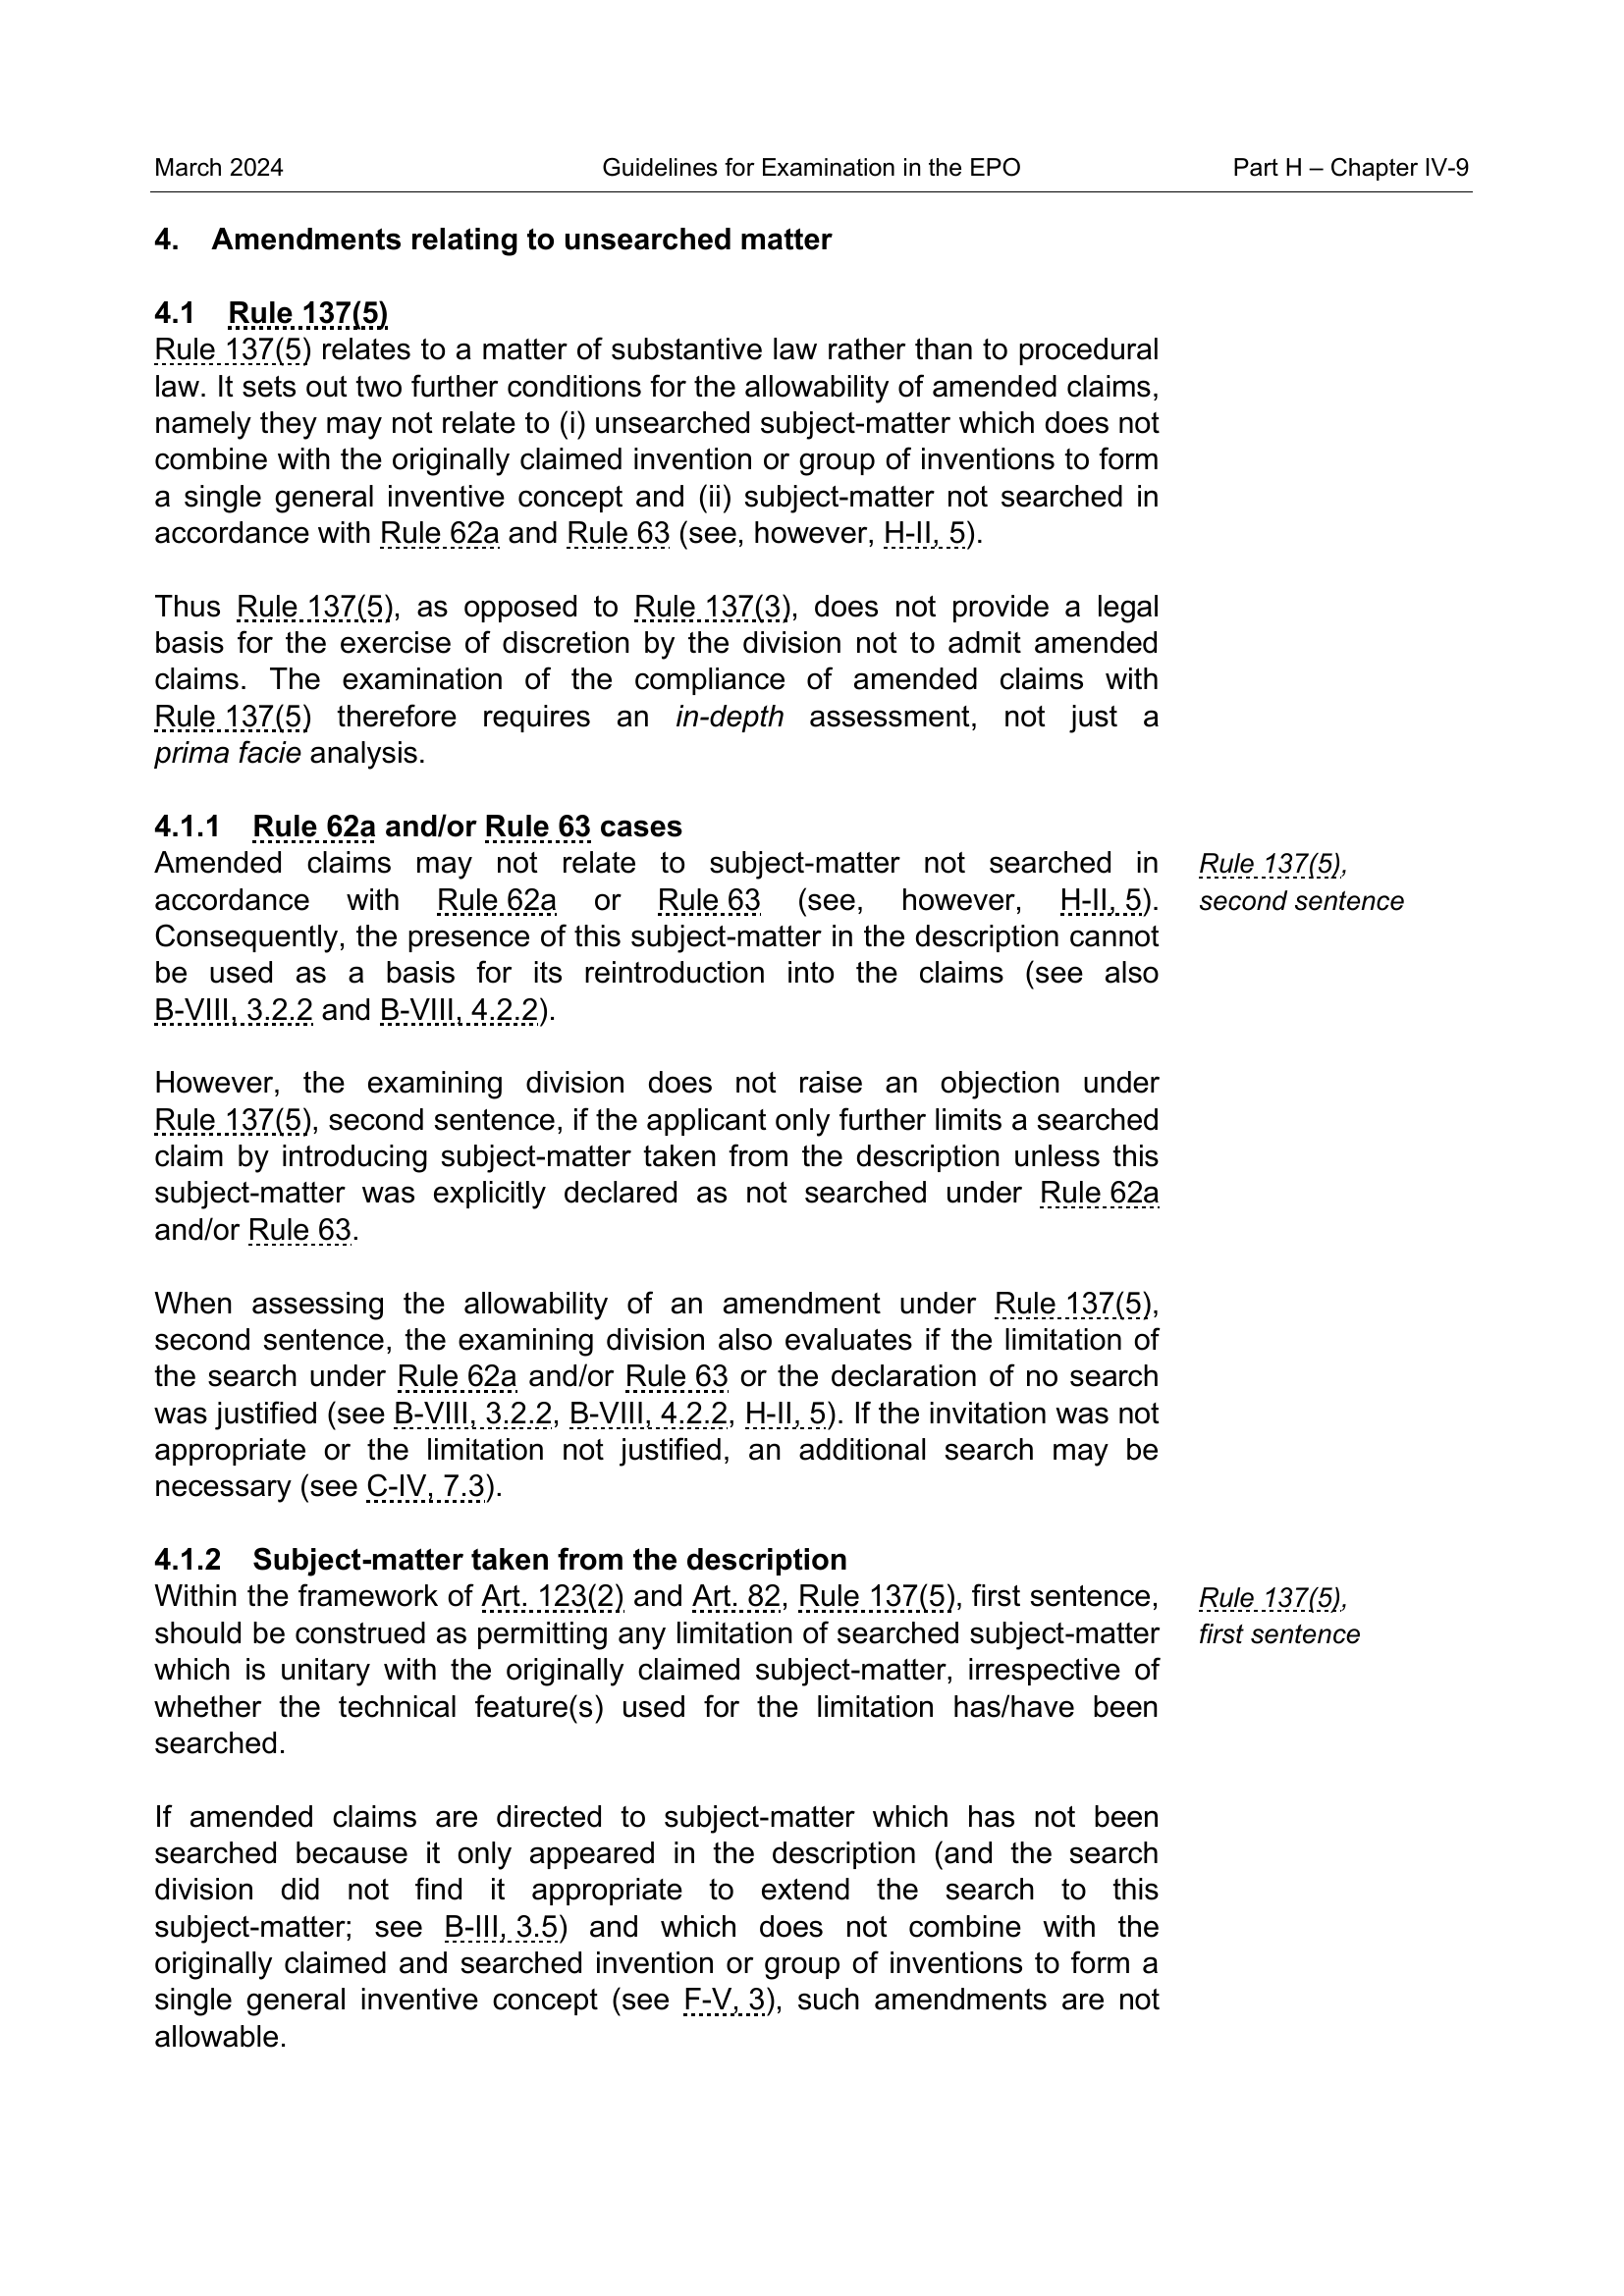 March 2024 Guidelines for Examination in the EPO Part H – Chapter IV-9
4. Amendments relating to unsearched matter
4.1 Rule 137(5)
Rule 137(5) relates to a matter of substantive law rather than to procedural
law. It sets out two further conditions for the allowability of amended claims,
namely they may not relate to (i) unsearched subject-matter which does not
combine with the originally claimed invention or group of inventions to form
a single general inventive concept and (ii) subject-matter not searched in
accordance with Rule 62a and Rule 63 (see, however, H-II, 5).
Thus Rule 137(5), as opposed to Rule 137(3), does not provide a legal
basis for the exercise of discretion by the division not to admit amended
claims. The examination of the compliance of amended claims with
Rule 137(5) therefore requires an in-depth assessment, not just a
prima facie analysis.
4.1.1 Rule 62a and/or Rule 63 cases
Amended claims may not relate to subject-matter not searched in
accordance with Rule 62a or Rule 63 (see, however, H-II, 5).
Consequently, the presence of this subject-matter in the description cannot
be used as a basis for its reintroduction into the claims (see also
B-VIII, 3.2.2 and B-VIII, 4.2.2).
Rule 137(5),
second sentence
However, the examining division does not raise an objection under
Rule 137(5), second sentence, if the applicant only further limits a searched
claim by introducing subject-matter taken from the description unless this
subject-matter was explicitly declared as not searched under Rule 62a
and/or Rule 63.
When assessing the allowability of an amendment under Rule 137(5),
second sentence, the examining division also evaluates if the limitation of
the search under Rule 62a and/or Rule 63 or the declaration of no search
was justified (see B-VIII, 3.2.2, B-VIII, 4.2.2, H-II, 5). If the invitation was not
appropriate or the limitation not justified, an additional search may be
necessary (see C-IV, 7.3).
4.1.2 Subject-matter taken from the description
Within the framework of Art. 123(2) and Art. 82, Rule 137(5), first sentence,
should be construed as permitting any limitation of searched subject-matter
which is unitary with the originally claimed subject-matter, irrespective of
whether the technical feature(s) used for the limitation has/have been
searched.
Rule 137(5),
first sentence
If amended claims are directed to subject-matter which has not been
searched because it only appeared in the description (and the search
division did not find it appropriate to extend the search to this
subject-matter; see B-III, 3.5) and which does not combine with the
originally claimed and searched invention or group of inventions to form a
single general inventive concept (see F-V, 3), such amendments are not
allowable.